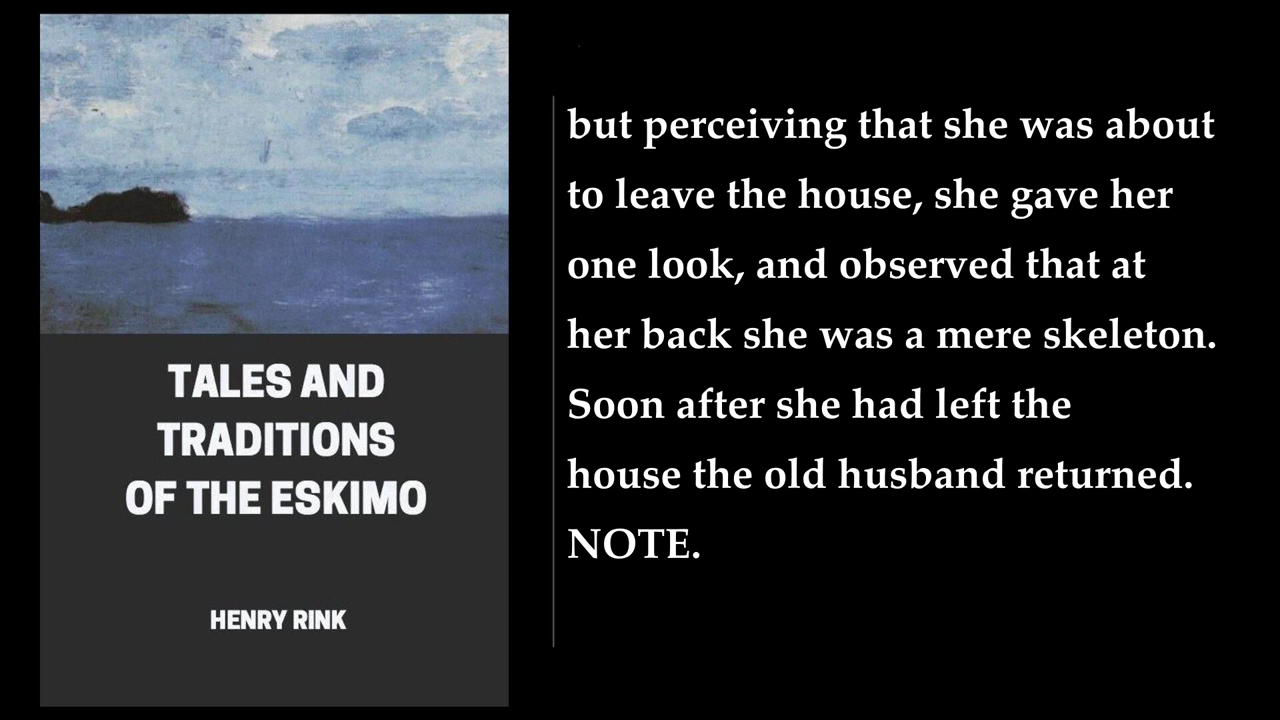 TALES AND
TRADITIONS
OF THE ESKIMO
HENRY RINK
but perceiving that she was about
to leave the house, she gave her
one look, and observed that at
her back she was a mere skeleton.
Soon after she had left the
house the old husband returned.
NOTE.